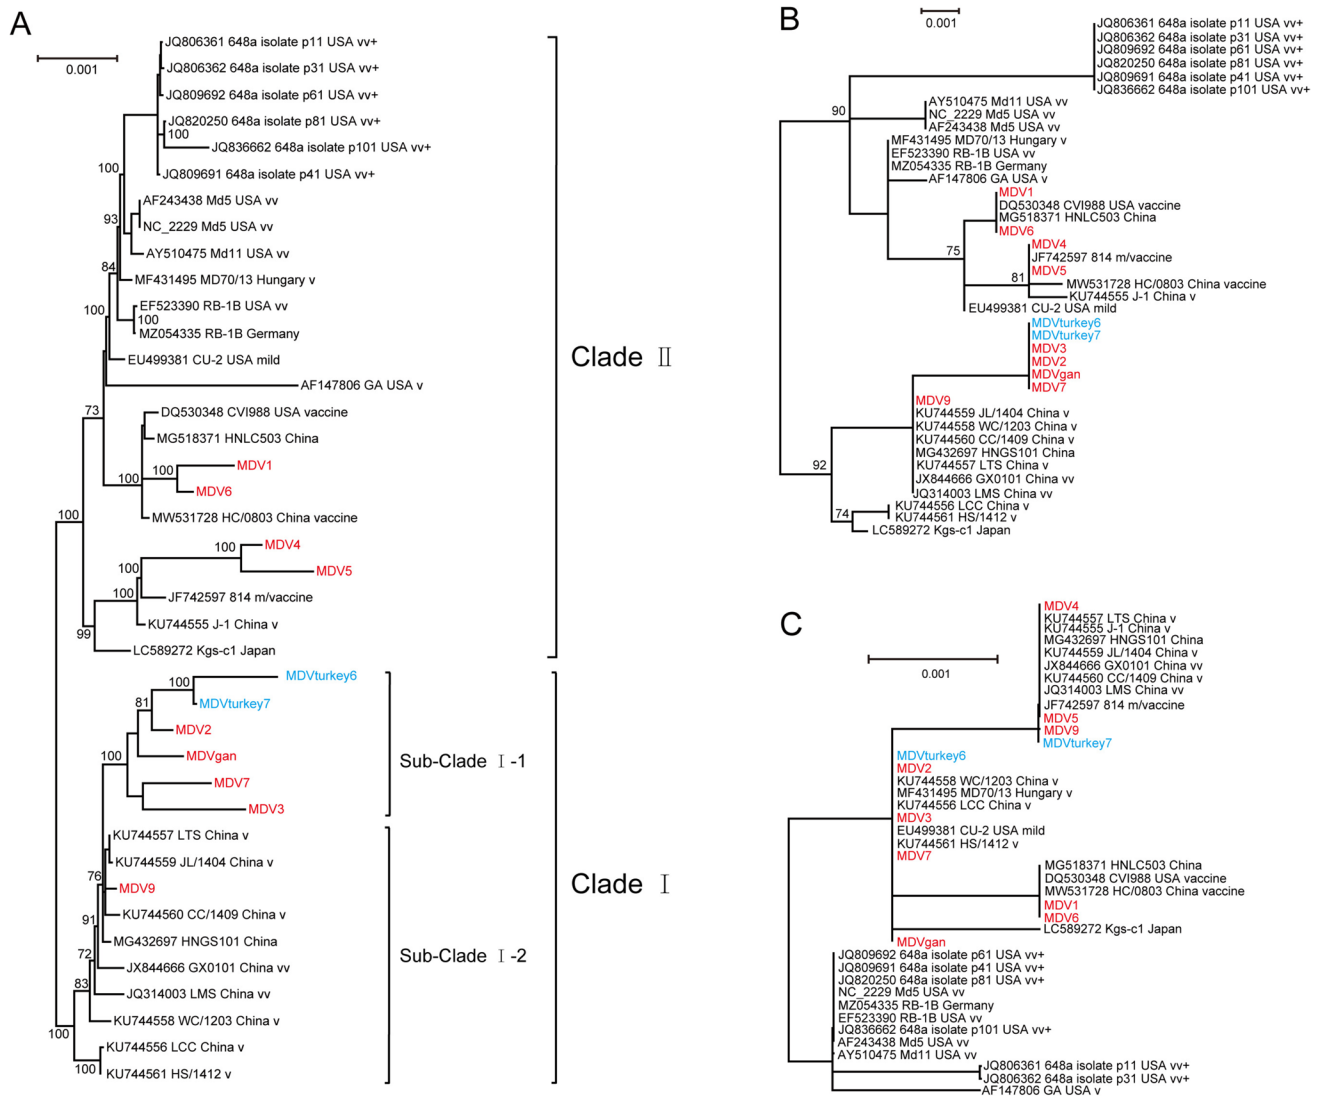 A
0.001
JQ806361 648a isolate p11 USA vv+
JQ806362 648a isolate p31 USA vv+
JQ809692 648a isolate p61 USA vv+
JQ820250 648a isolate p81 USA vv+
100
JQ836662 648a isolate p101 USA vv+
JQ809691 648a isolate p41 USA vv+
100
AF243438 Md5 USA vv
93
NC_2229 Md5 USA vv
AY510475 Md11 USA vv
84
MF431495 MD70/13 Hungary v
EF523390 RB-1B USA vv
100
100
MZ054335 RB-1B Germany
EU499381 CU-2 USA mild
AF147806 GA USA v
73
DQ530348 CVI988 USA vaccine
MG518371 HNLC503 China
MDV1
100
100
MDV6
MW531728 HC/0803 China vaccine
100
MDV4
100
MDV5
100
JF742597 814 m/vaccine
100
KU744555 J-1 China v
99
LC589272 Kgs-c1 Japan
Clade Ⅱ
MDVturkey6
100
MDVturkey7
81
MDV2
MDVgan
100
MDV7
MDV3
Sub-Clade Ⅰ-1
KU744557 LTS China v
KU744559 JL/1404 China v
76
MDV9
KU744560 CC/1409 China v
91
MG432697 HNGS101 China
72
JX844666 GX0101 China vv
83
JQ314003 LMS China vv
KU744558 WC/1203 China v
100
KU744556 LCC China v
100
KU744561 HS/1412 v
Sub-Clade Ⅰ-2
Clade Ⅰ
B
0.001
JQ806361 648a isolate p11 USA vv+
JQ806362 648a isolate p31 USA vv+
JQ809692 648a isolate p61 USA vv+
JQ820250 648a isolate p81 USA vv+
JQ809691 648a isolate p41 USA vv+
JQ836662 648a isolate p101 USA vv+
90
AY510475 Md11 USA vv
NC_2229 Md5 USA vv
AF243438 Md5 USA vv
MF431495 MD70/13 Hungary v
EF523390 RB-1B USA vv
MZ054335 RB-1B Germany
AF147806 GA USA v
MDV1
DQ530348 CVI988 USA vaccine
MG518371 HNLC503 China
MDV6
75
MDV4
JF742597 814 m/vaccine
MDV5
81
MW531728 HC/0803 China vaccine
KU744555 J-1 China v
EU499381 CU-2 USA mild
MDVturkey6
MDVturkey7
MDV3
MDV2
MDVgan
MDV7
MDV9
KU744559 JL/1404 China v
KU744558 WC/1203 China v
KU744560 CC/1409 China v
MG432697 HNGS101 China
92
KU744557 LTS China v
JX844666 GX0101 China vv
JQ314003 LMS China vv
KU744556 LCC China v
74
KU744561 HS/1412 v
LC589272 Kgs-c1 Japan
C
0.001
MDV4
KU744557 LTS China v
KU744555 J-1 China v
MG432697 HNGS101 China
KU744559 JL/1404 China v
JX844666 GX0101 China vv
KU744560 CC/1409 China v
JQ314003 LMS China vv
JF742597 814 m/vaccine
MDV5
MDV9
MDVturkey7
MDVturkey6
MDV2
KU744558 WC/1203 China v
MF431495 MD70/13 Hungary v
KU744556 LCC China v
MDV3
EU499381 CU-2 USA mild
KU744561 HS/1412 v
MDV7
MG518371 HNLC503 China
DQ530348 CVI988 USA vaccine
MW531728 HC/0803 China vaccine
MDV1
MDV6
LC589272 Kgs-c1 Japan
MDVgan
JQ809692 648a isolate p61 USA vv+
JQ809691 648a isolate p41 USA vv+
JQ820250 648a isolate p81 USA vv+
NC_2229 Md5 USA vv
MZ054335 RB-1B Germany
EF523390 RB-1B USA vv
JQ836662 648a isolate p101 USA vv+
AF243438 Md5 USA vv
AY510475 Md11 USA vv
JQ806361 648a isolate p11 USA vv+
JQ806362 648a isolate p31 USA vv+
AF147806 GA USA v